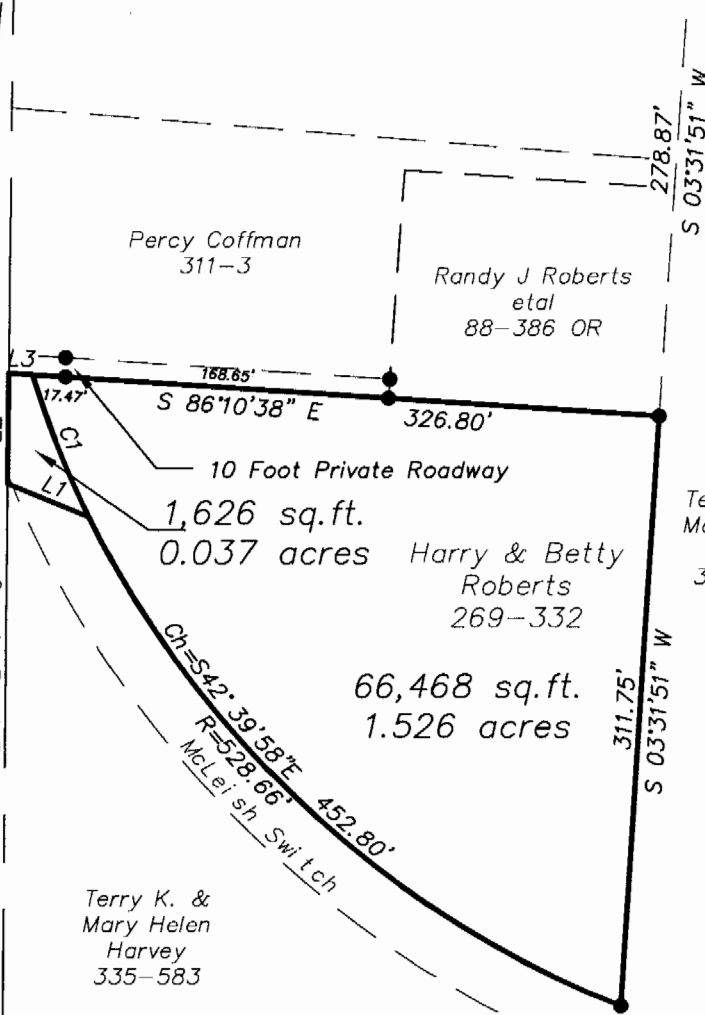 278.87'
S 03°31'51" W
Percy Coffman
311-3
Randy J Roberts
etal
88-386 OR
L3
168.65'
17.47'
S 86°10'38" E
326.80'
C1
L1
10 Foot Private Roadway
1,626 sq.ft.
0.037 acres
Harry & Betty
Roberts
269-332
66,468 sq.ft.
1.526 acres
311.75'
S 03°31'51" W
Ch=S42°39'58"E 452.80'
R=528.66'
McLeish Switch
Terry K. &
Mary Helen
Harvey
335-583